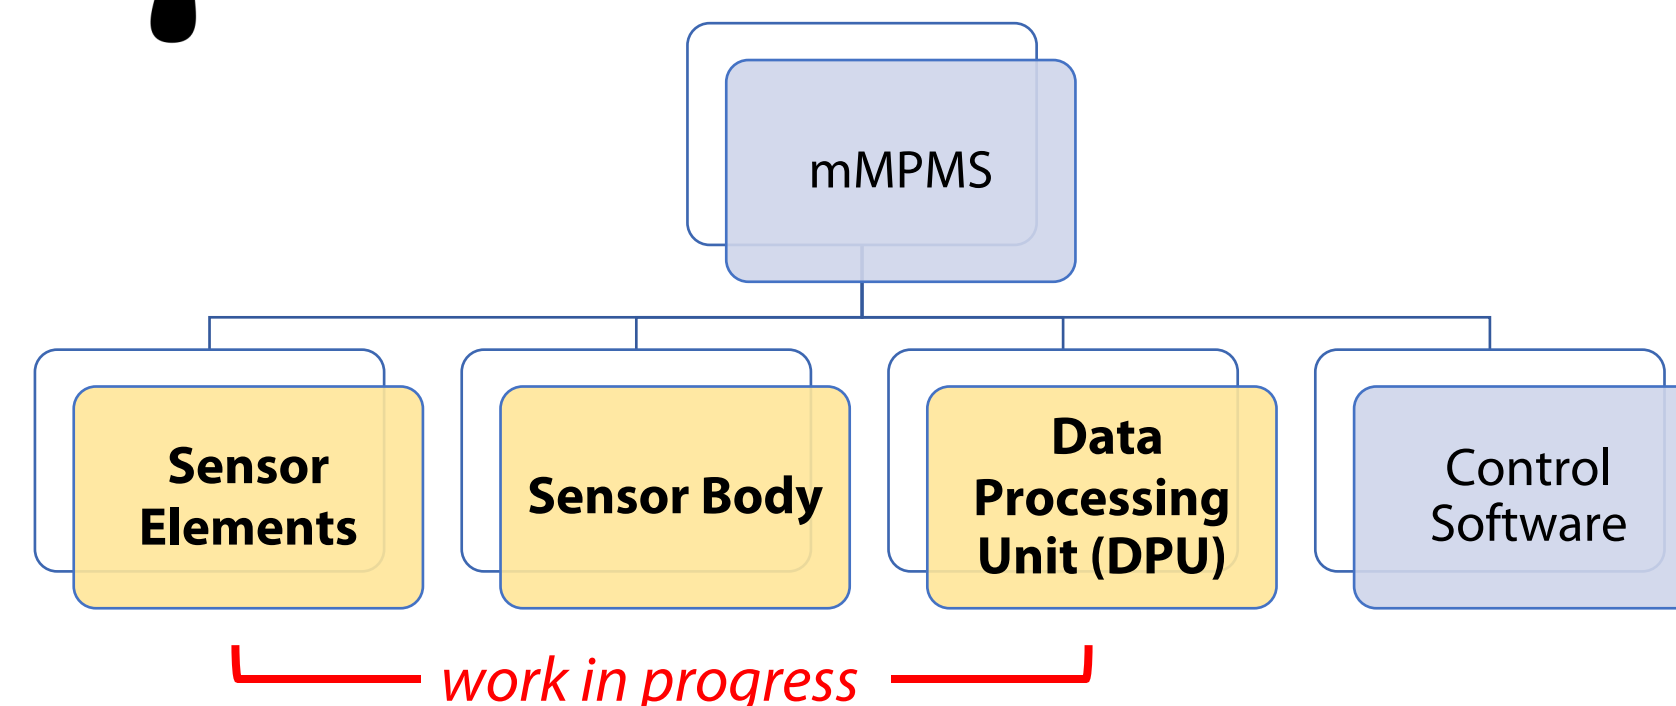 mMPMS
Sensor
Elements
Sensor Body
Data
Processing
Unit (DPU)
Control
Software
work in progress